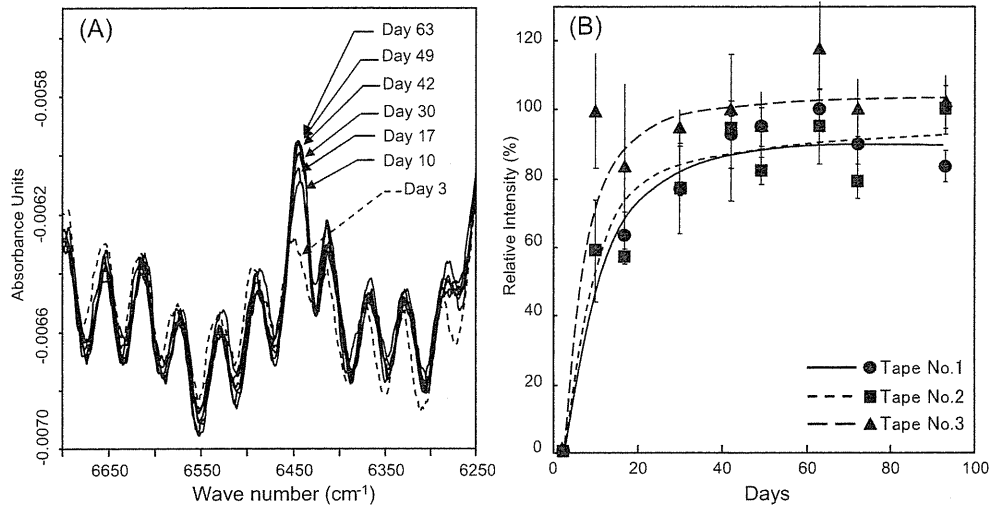 (A)
Day 63
Day 49
Day 42
Day 30
Day 17
Day 10
Day 3
-0.0058
-0.0062
-0.0066
-0.0070
Absorbance Units
6650
6550
6450
6350
6250
Wave number (cm⁻¹)
(B)
120
100
80
60
40
20
0
Relative Intensity (%)
Tape No.1
Tape No.2
Tape No.3
0
20
40
60
80
100
Days